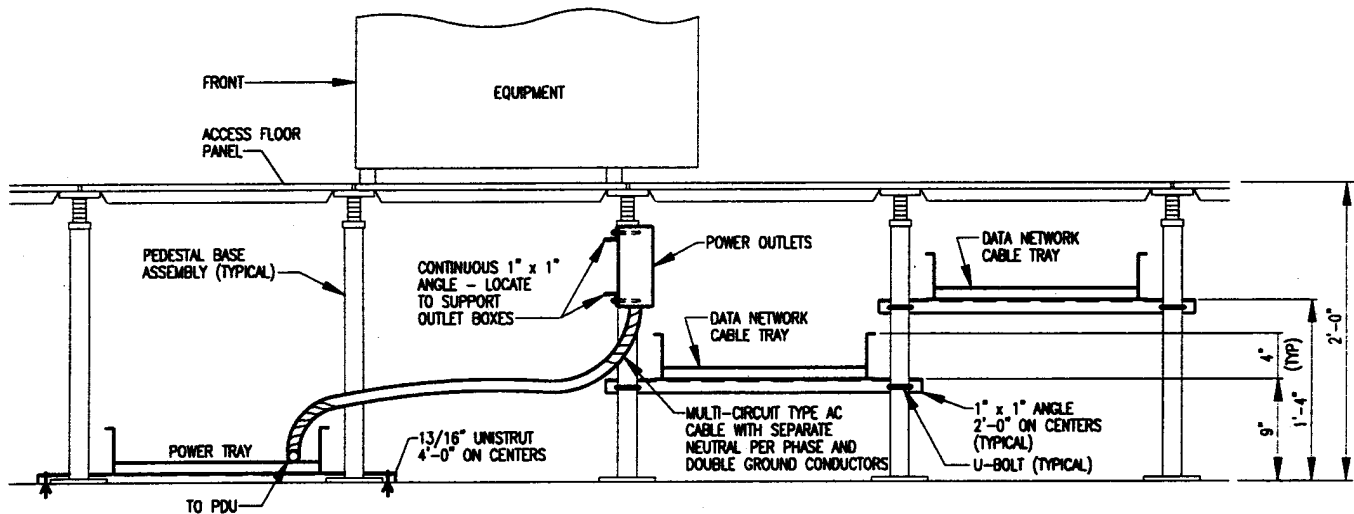 FRONT
EQUIPMENT
ACCESS FLOOR
PANEL
PEDESTAL BASE
ASSEMBLY (TYPICAL)
CONTINUOUS 1" x 1"
ANGLE - LOCATE
TO SUPPORT
OUTLET BOXES
POWER OUTLETS
DATA NETWORK
CABLE TRAY
DATA NETWORK
CABLE TRAY
4"
(TYP)
2'-0"
1'-4"
9"
POWER TRAY
13/16" UNISTRUT
4'-0" ON CENTERS
MULTI-CIRCUIT TYPE AC
CABLE WITH SEPARATE
NEUTRAL PER PHASE AND
DOUBLE GROUND CONDUCTORS
1" x 1" ANGLE
2'-0" ON CENTERS
(TYPICAL)
U-BOLT (TYPICAL)
TO PDU